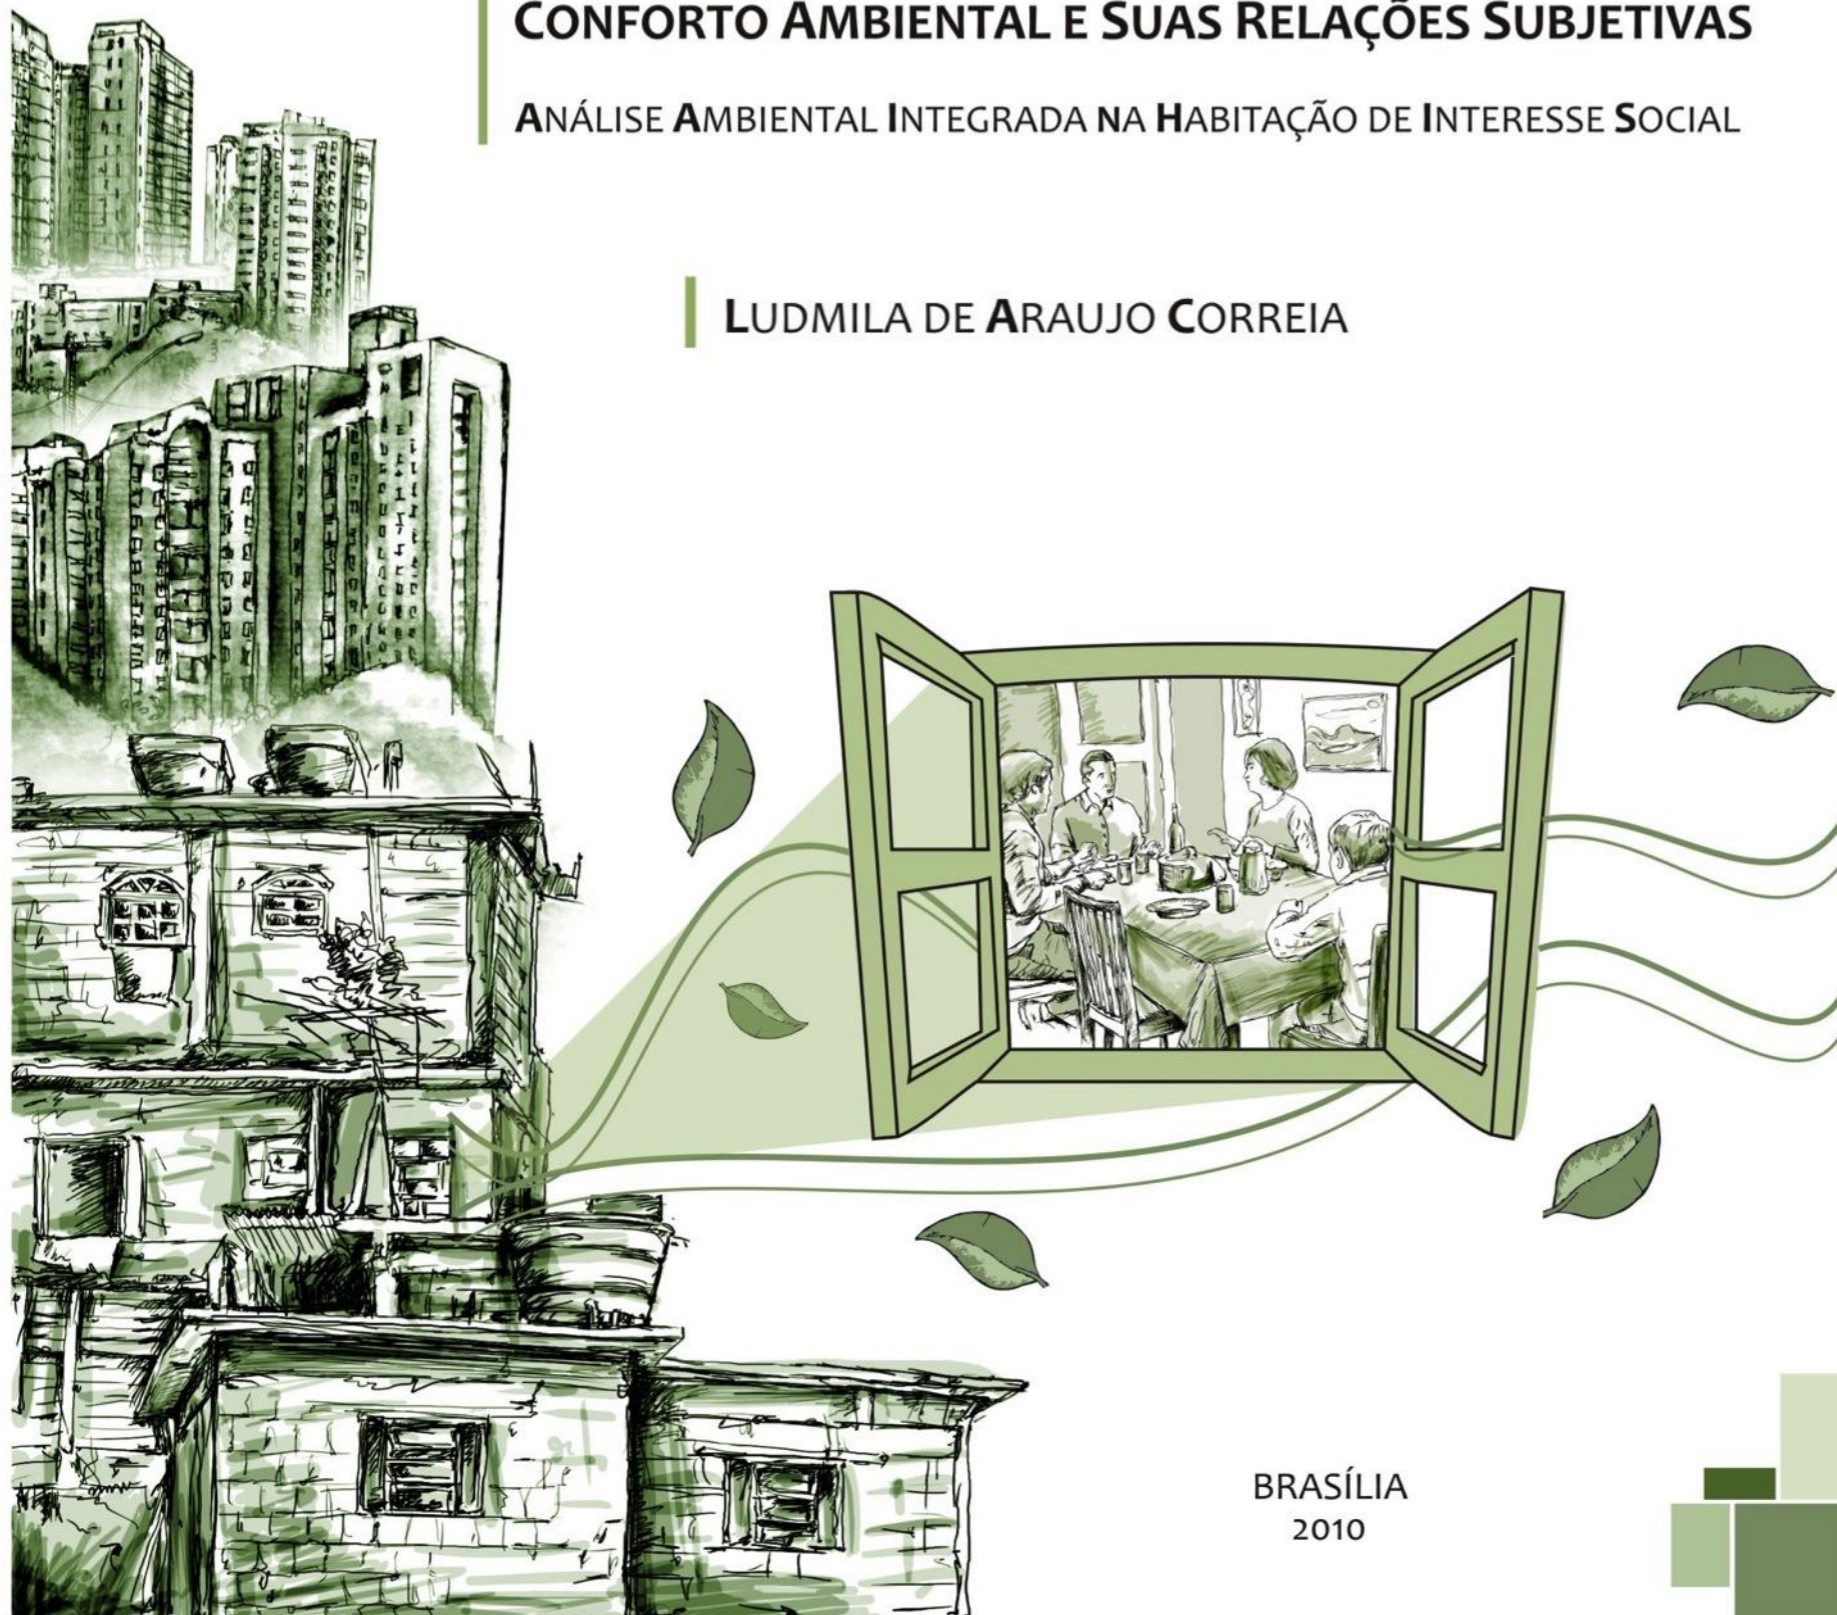 CONFORTO AMBIENTAL E SUAS RELAÇÕES SUBJETIVAS
ANÁLISE AMBIENTAL INTEGRADA NA HABITAÇÃO DE INTERESSE SOCIAL
LUDMILA DE ARAUJO CORREIA
BRASÍLIA
2010